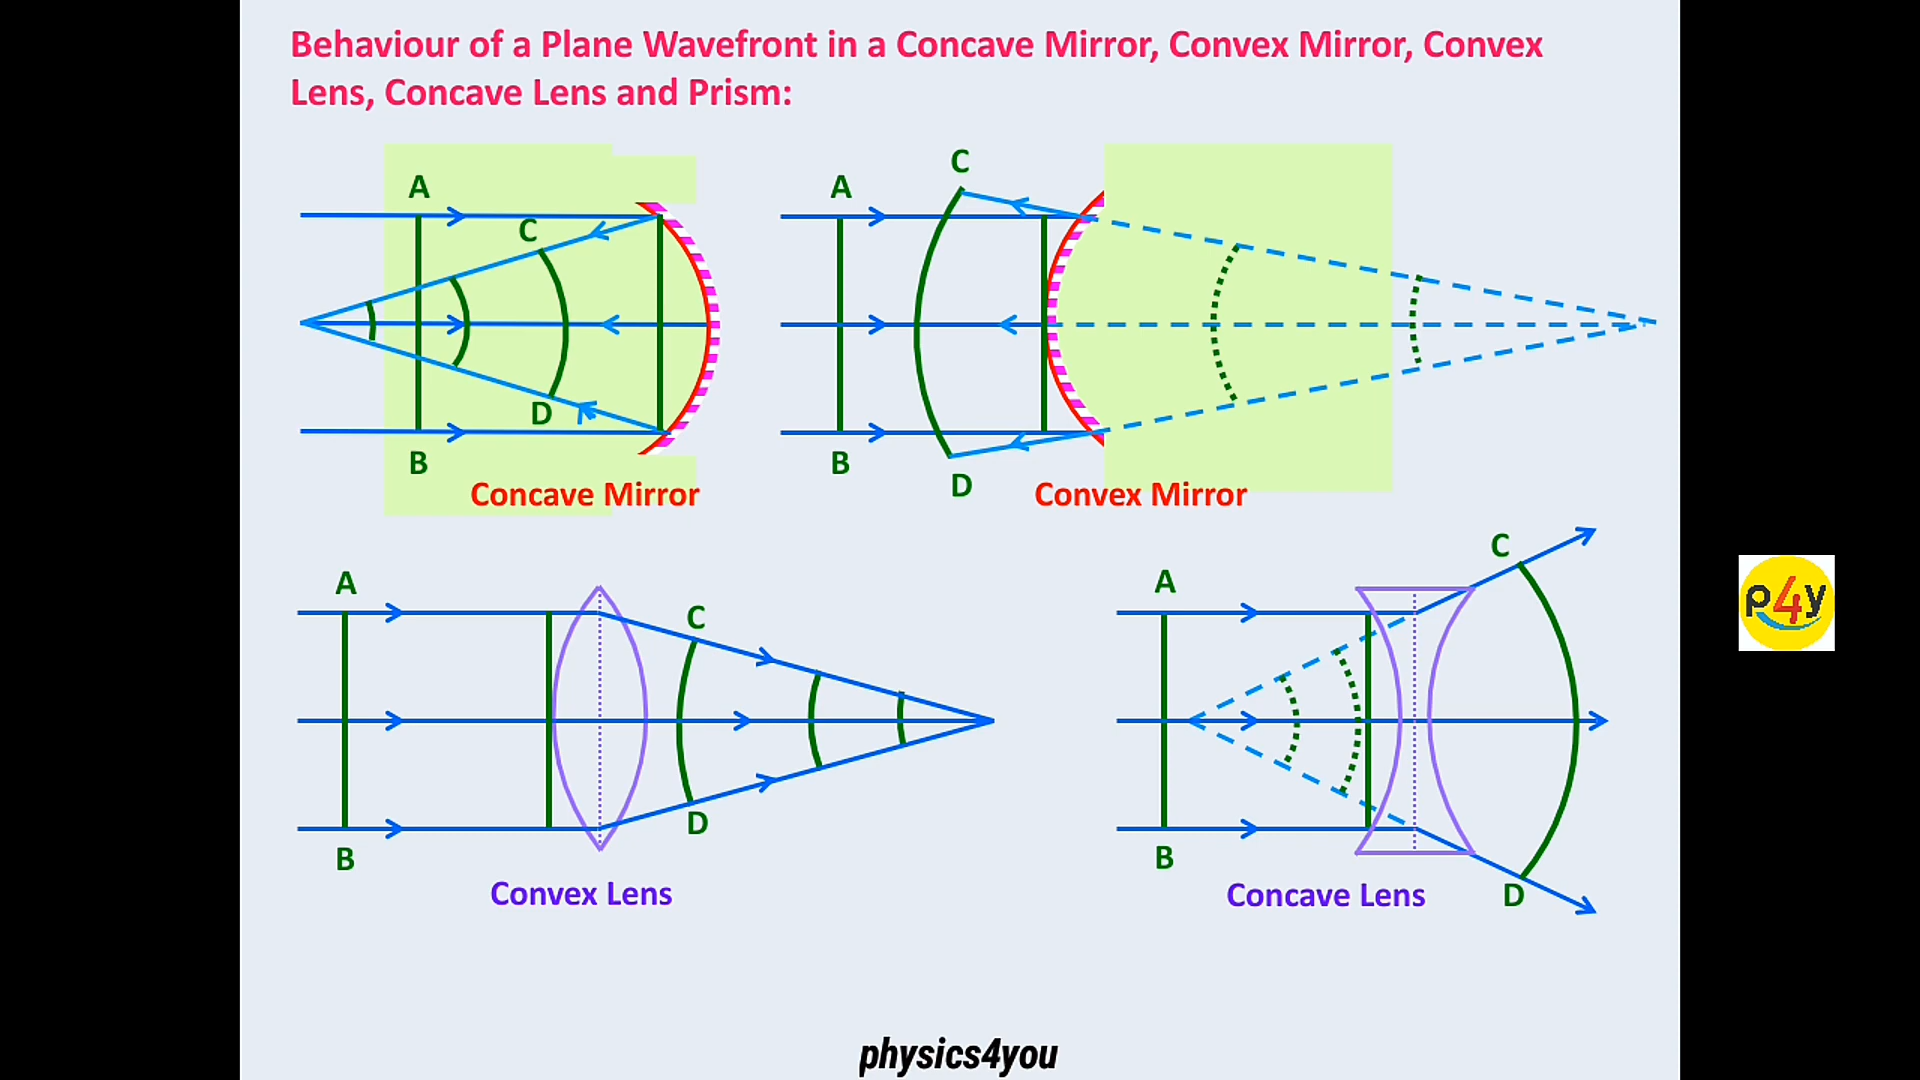 Behaviour of a Plane Wavefront in a Concave Mirror, Convex Mirror, Convex
Lens, Concave Lens and Prism:
A
C
D
B
Concave Mirror
A
C
B
D
Convex Mirror
A
C
D
B
Convex Lens
A
C
B
D
Concave Lens
p4y
physics4you